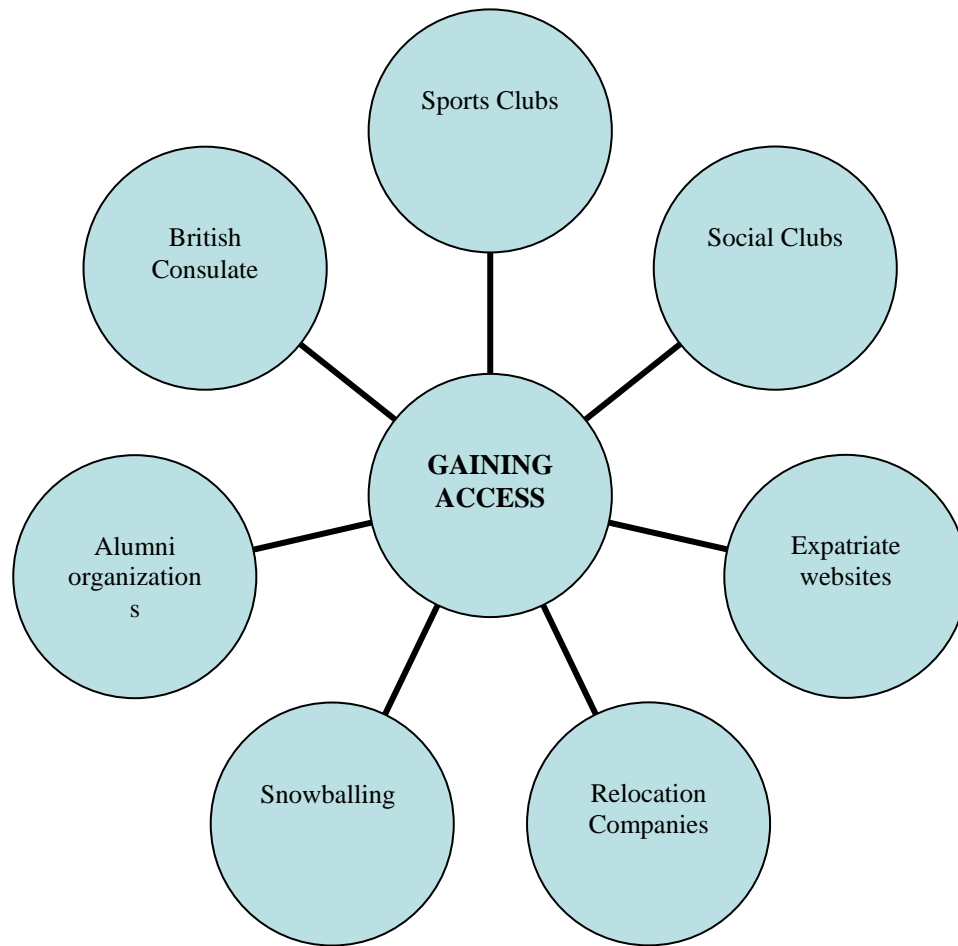 Sports Clubs
British
Consulate
Social Clubs
GAINING
ACCESS
Alumni
organization
s
Expatriate
websites
Snowballing
Relocation
Companies